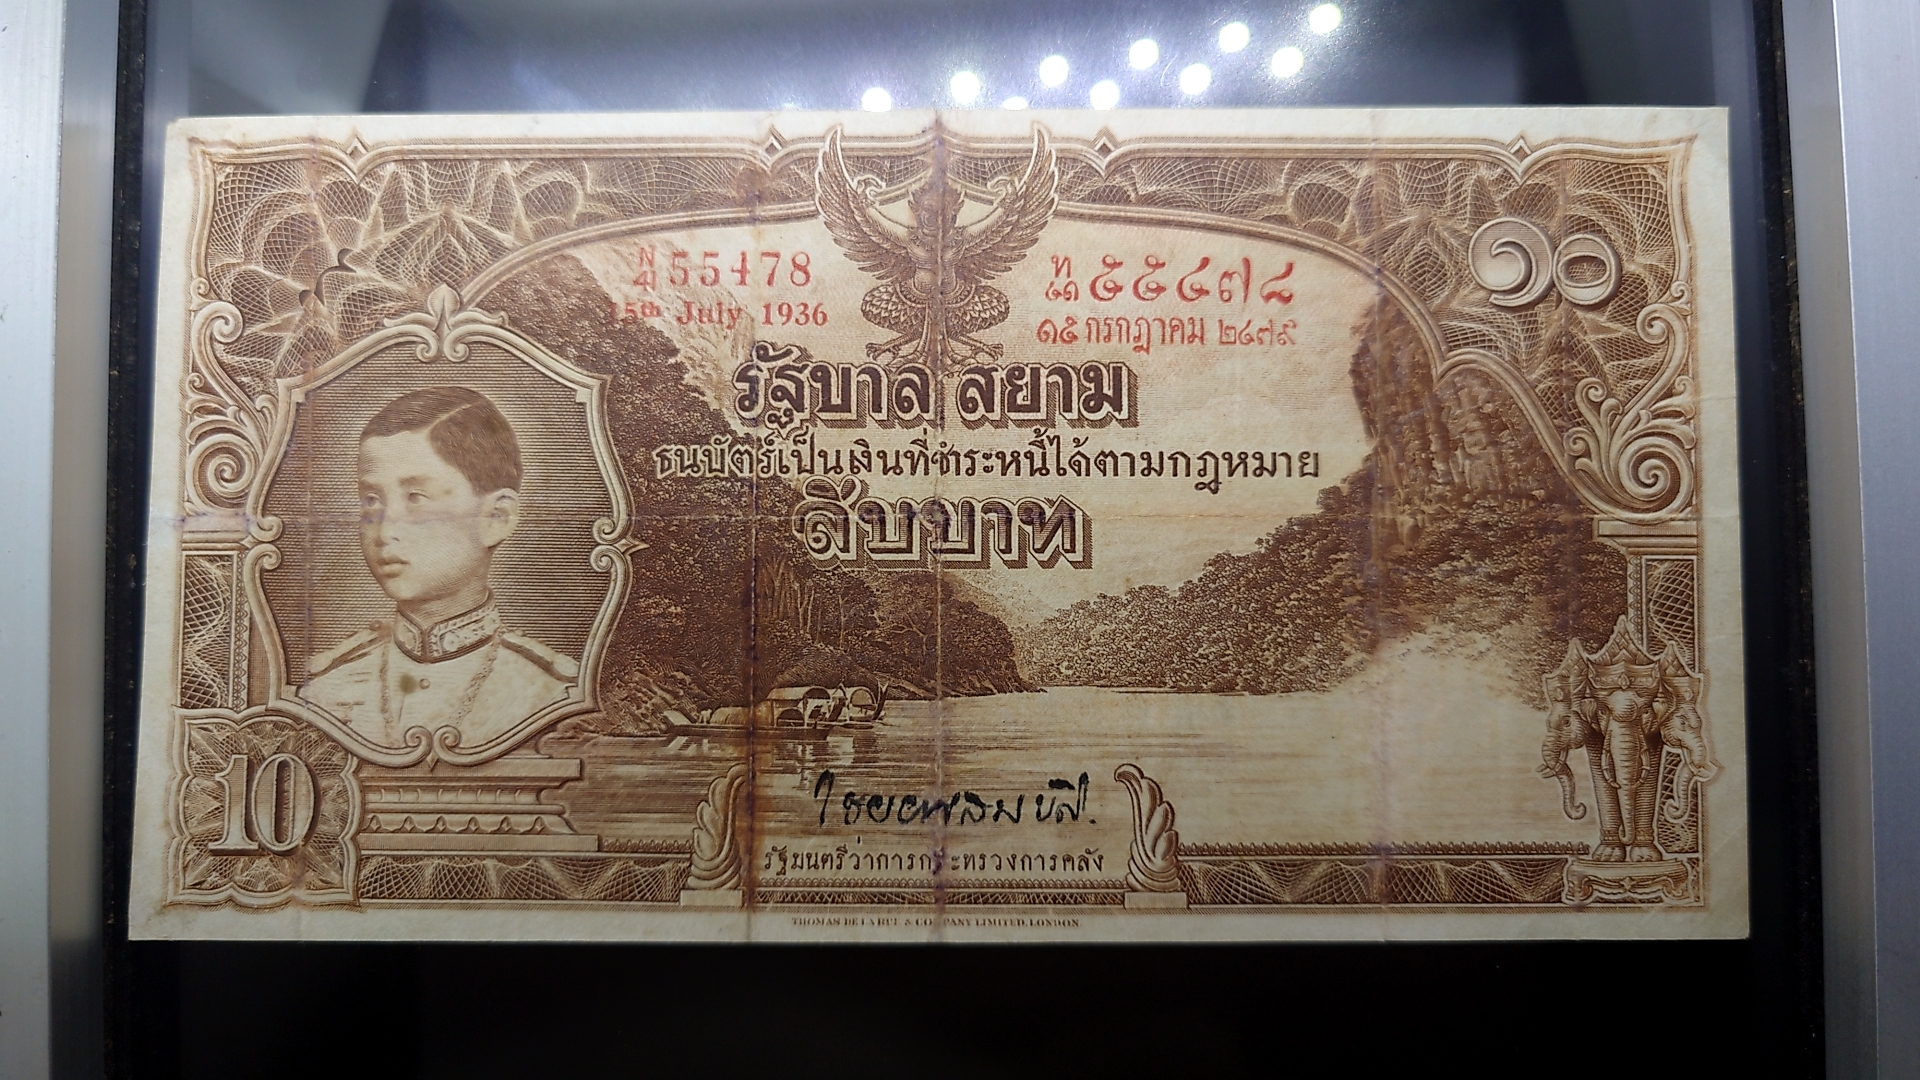 N/41 55478
15th July 1936
ท/๔๑ ๕๕๔๗๘
๑๕ กรกฎาคม ๒๔๗๙
๑๐
รัฐบาล สยาม
ธนบัตร์เป็นเงินที่ชำระหนี้ได้ตามกฎหมาย
สิบบาท
10
รัฐมนตรีว่าการกระทรวงการคลัง
THOMAS DE LA RUE & COMPANY LIMITED. LONDON.